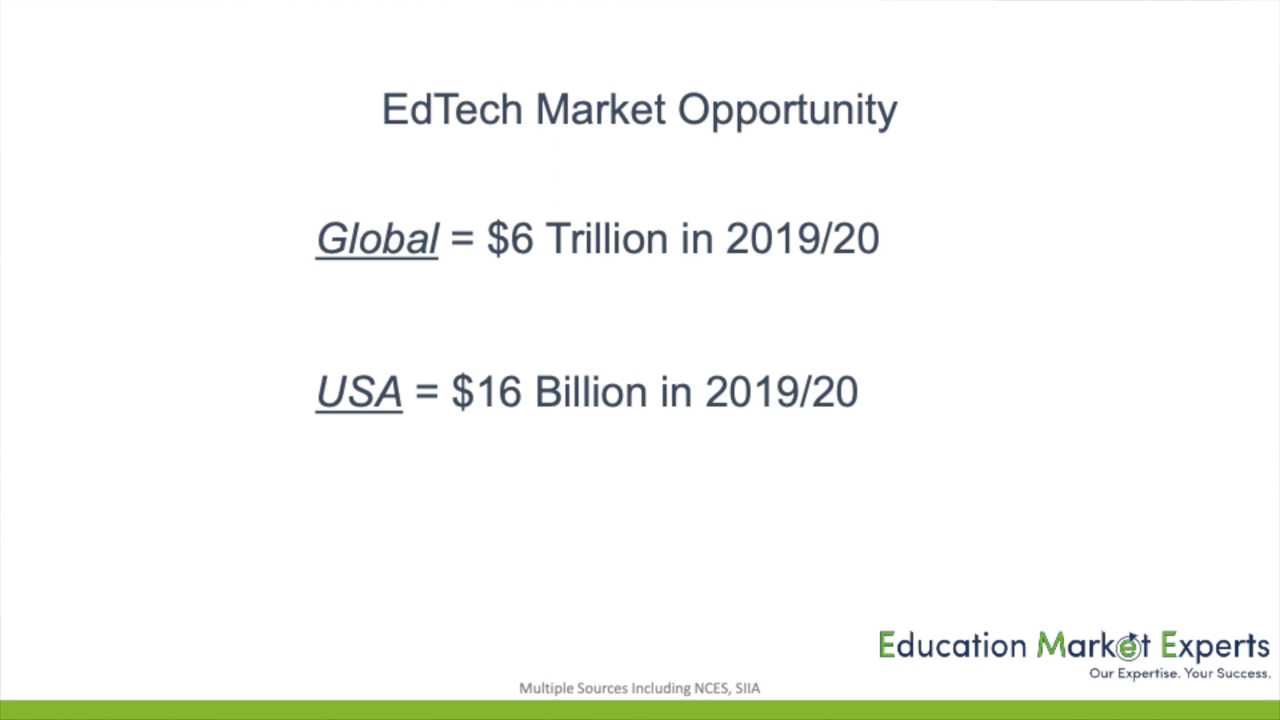 EdTech Market Opportunity
Global = $6 Trillion in 2019/20
USA = $16 Billion in 2019/20
Education Market Experts
Our Expertise. Your Success.
Multiple Sources Including NCES, SIIA